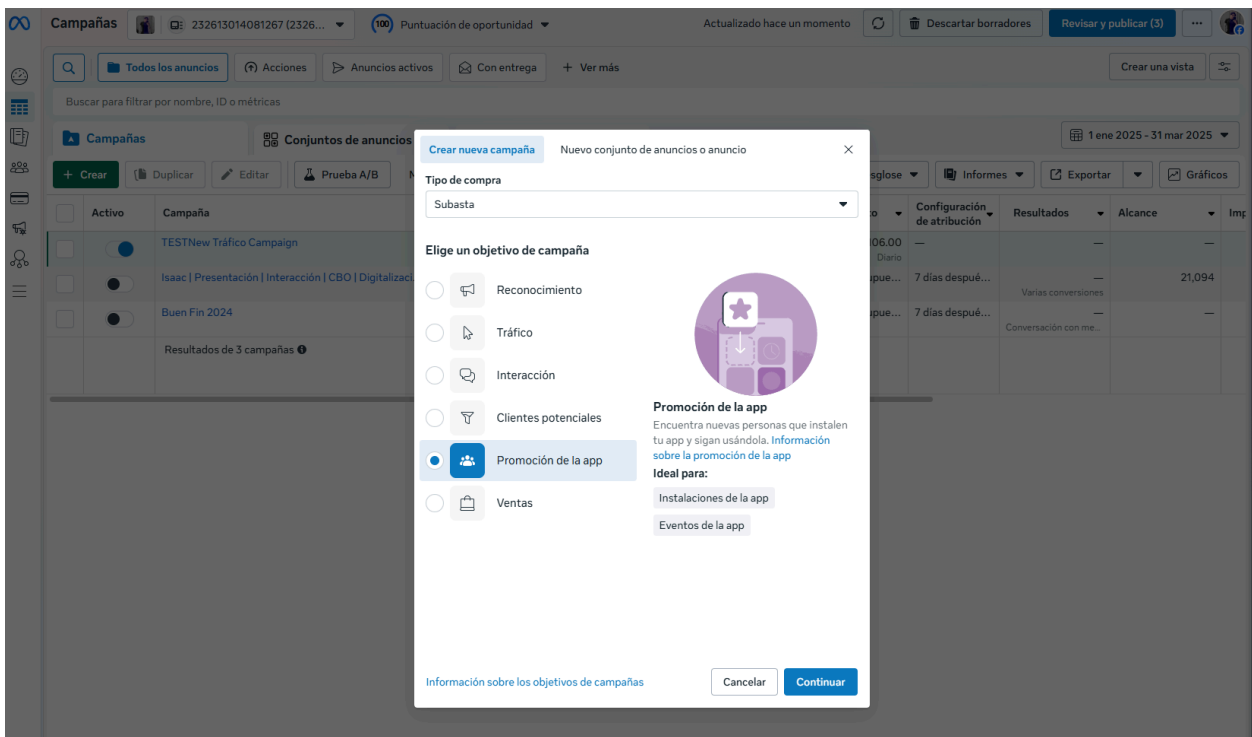 Campañas
232613014081267 (2326...
100
Puntuación de oportunidad
Actualizado hace un momento
Descartar borradores
Revisar y publicar (3)
Todos los anuncios
Acciones
Anuncios activos
Con entrega
+ Ver más
Crear una vista
Buscar para filtrar por nombre, ID o métricas
Campañas
Conjuntos de anuncios
1 ene 2025 - 31 mar 2025
+ Crear
Duplicar
Editar
Prueba A/B
Informes
Exportar
Gráficos
Activo
Campaña
Configuración
de atribución
Resultados
Alcance
TESTNew Tráfico Campaign
06.00
—
—
—
Diario
Isaac | Presentación | Interacción | CBO | Digitalizaci
7 días despué...
—
21,094
Varias conversiones
Buen Fin 2024
7 días despué...
—
—
Conversación con me...
Resultados de 3 campañas
Crear nueva campaña
Nuevo conjunto de anuncios o anuncio
Tipo de compra
Subasta
Elige un objetivo de campaña
Reconocimiento
Tráfico
Interacción
Clientes potenciales
Promoción de la app
Ventas
Promoción de la app
Encuentra nuevas personas que instalen
tu app y sigan usándola. Información
sobre la promoción de la app
Ideal para:
Instalaciones de la app
Eventos de la app
Información sobre los objetivos de campañas
Cancelar
Continuar